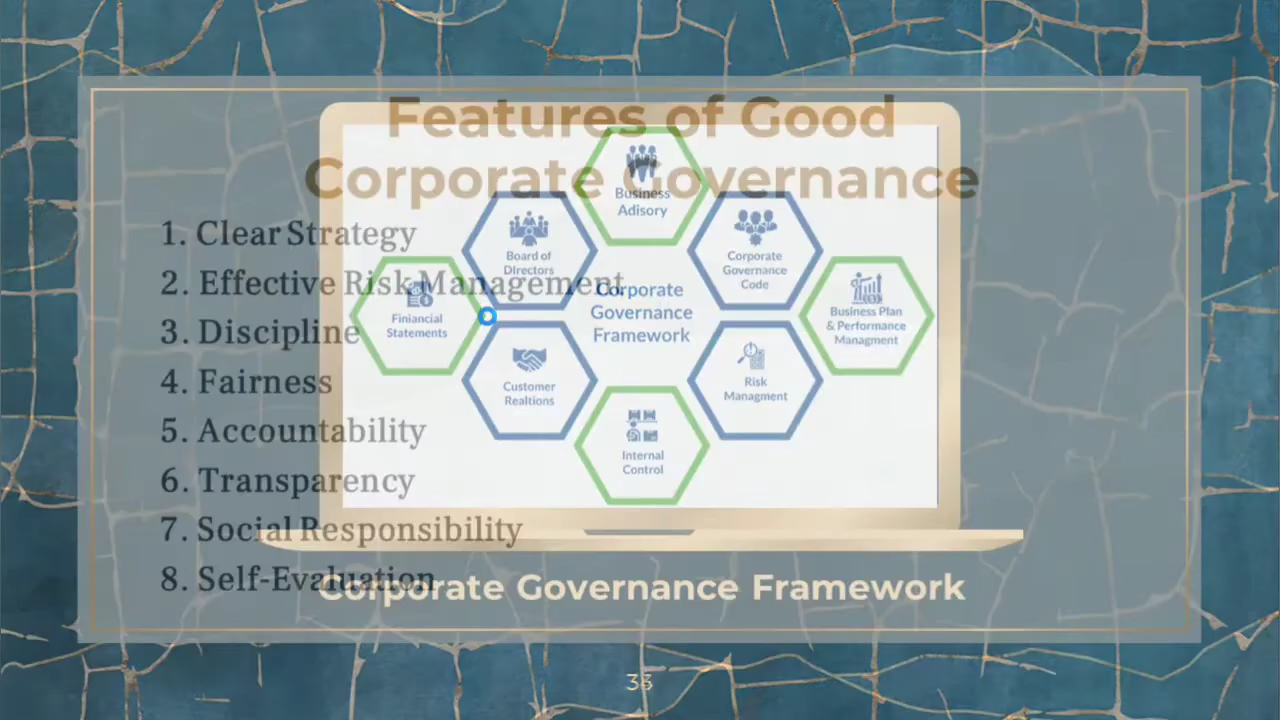 Features of Good
Corporate Governance
1. Clear Strategy
2. Effective Risk Management
3. Discipline
4. Fairness
5. Accountability
6. Transparency
7. Social Responsibility
8. Self-Evaluation
Business
Adisory
Board of
DIrectors
Corporate
Governance
Code
Finiancial
Statements
Corporate
Governance
Framework
Business Plan
& Performance
Managment
Customer
Realtions
Risk
Managment
Internal
Control
Corporate Governance Framework